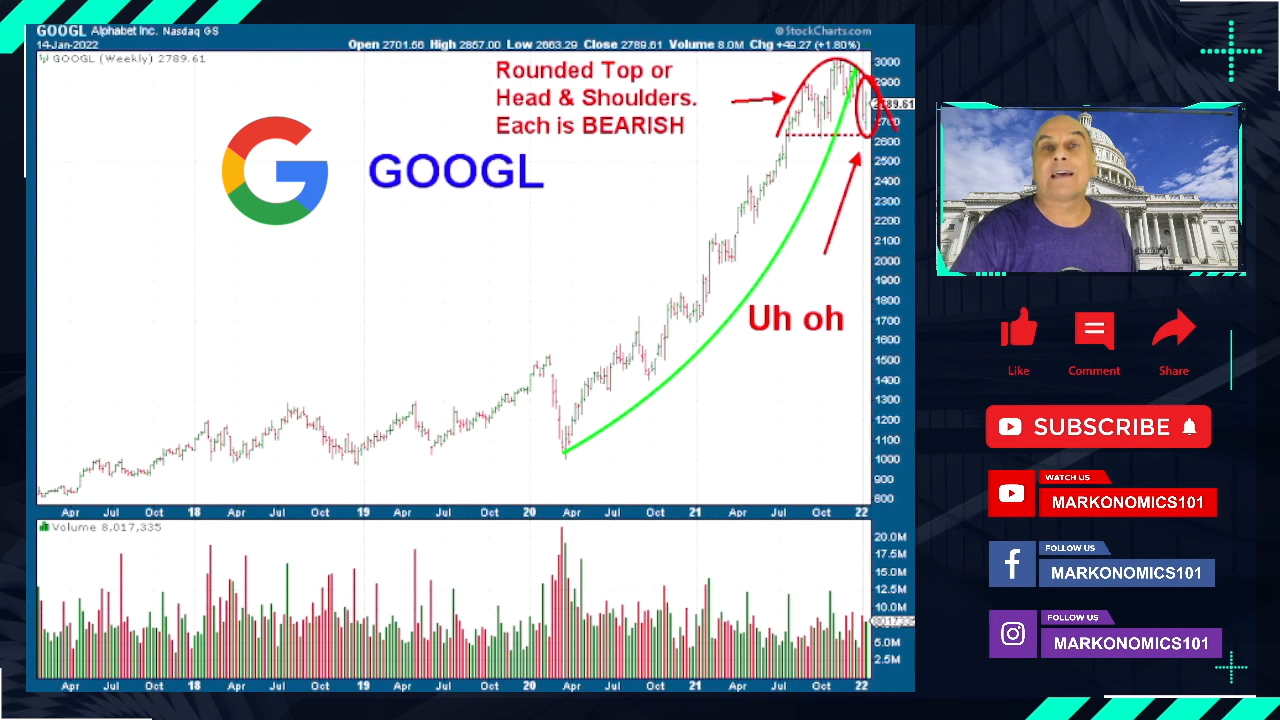 GOOGL Alphabet Inc. Nasdaq GS
© StockCharts.com
14-Jan-2022
Open 2701.56 High 2857.00 Low 2663.29 Close 2789.61 Volume 8.0M Chg +49.27 (+1.80%)
GOOGL (Weekly) 2789.61
Rounded Top or
Head & Shoulders.
Each is BEARISH
GOOGL
Uh oh
3000
2900
2789.61
2700
2600
2500
2400
2300
2200
2100
2000
1900
1800
1700
1600
1500
1400
1300
1200
1100
1000
900
800
Apr Jul Oct 18 Apr Jul Oct 19 Apr Jul Oct 20 Apr Jul Oct 21 Apr Jul Oct 22
Volume 8,017,335
20.0M
17.5M
15.0M
12.5M
10.0M
5.0M
2.5M
Apr Jul Oct 18 Apr Jul Oct 19 Apr Jul Oct 20 Apr Jul Oct 21 Apr Jul Oct 22
Like
Comment
Share
SUBSCRIBE
WATCH US
MARKONOMICS101
FOLLOW US
MARKONOMICS101
FOLLOW US
MARKONOMICS101